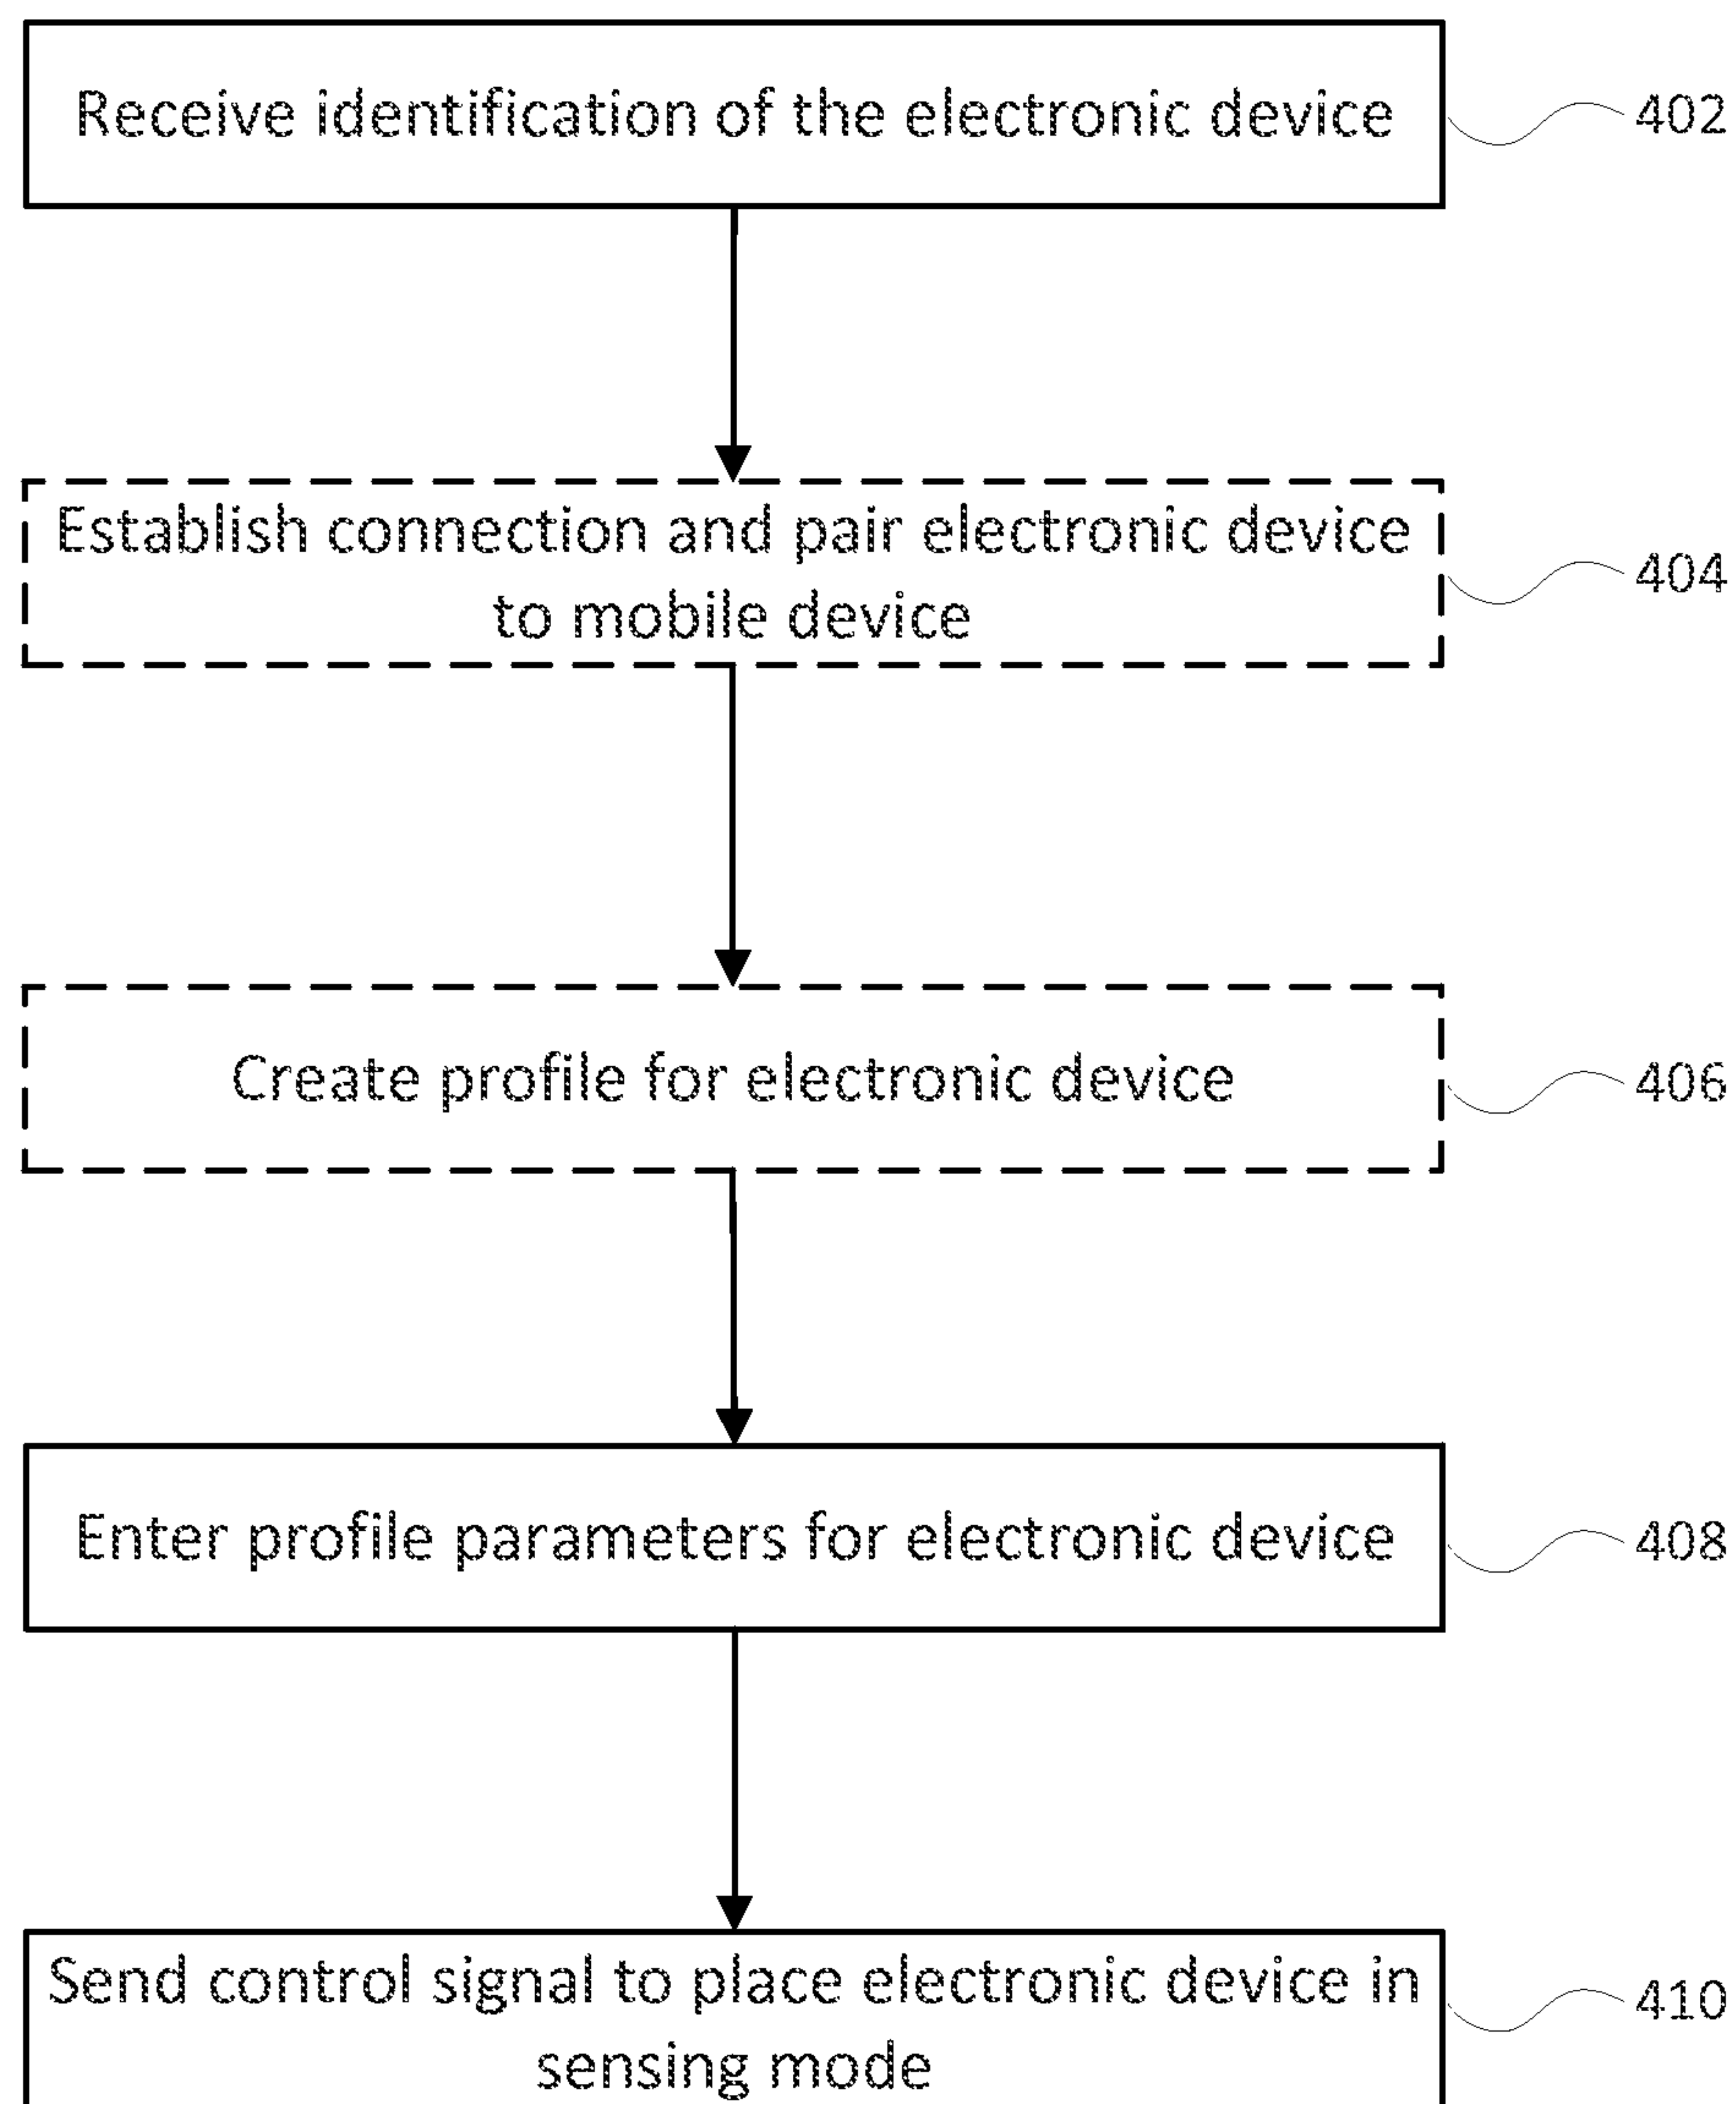 Receive identification of the electronic device
402
Establish connection and pair electronic device
to mobile device
404
Create profile for electronic device
406
Enter profile parameters for electronic device
408
Send control signal to place electronic device in
sensing mode
410